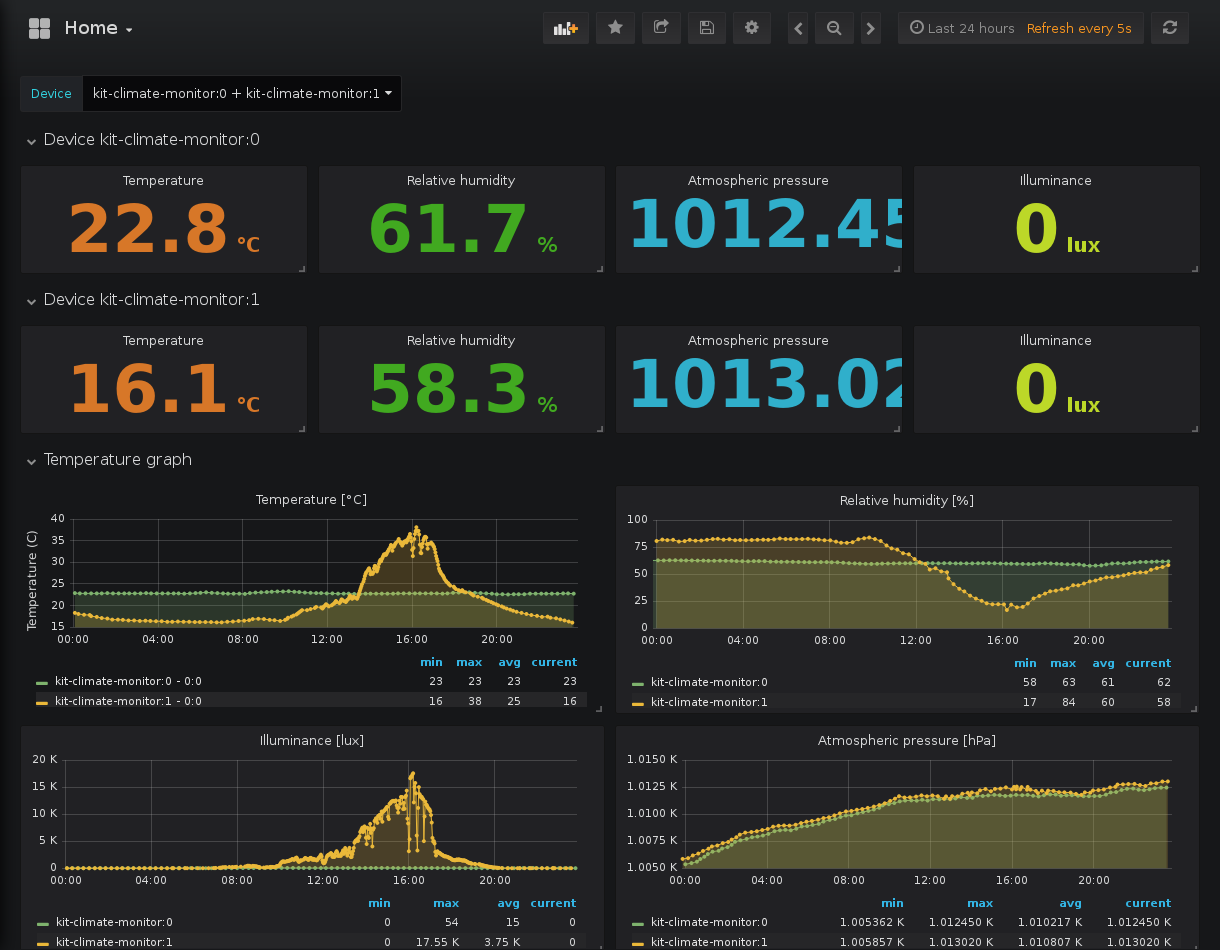 Home
Last 24 hours Refresh every 5s
Device kit-climate-monitor:0 + kit-climate-monitor:1
Device kit-climate-monitor:0
Temperature Relative humidity Atmospheric pressure Illuminance
22.8 °C 61.7 % 1012.45 0 lux
Device kit-climate-monitor:1
Temperature Relative humidity Atmospheric pressure Illuminance
16.1 °C 58.3 % 1013.02 0 lux
Temperature graph
Temperature [°C]
Temperature (C)
40
35
30
25
20
15
00:00 04:00 08:00 12:00 16:00 20:00
min max avg current
kit-climate-monitor:0 - 0:0 23 23 23 23
kit-climate-monitor:1 - 0:0 16 38 25 16
Relative humidity [%]
100
75
50
25
0
00:00 04:00 08:00 12:00 16:00 20:00
min max avg current
kit-climate-monitor:0 58 63 61 62
kit-climate-monitor:1 17 84 60 58
Illuminance [lux]
20 K
15 K
10 K
5 K
0
00:00 04:00 08:00 12:00 16:00 20:00
min max avg current
kit-climate-monitor:0 0 54 15 0
kit-climate-monitor:1 0 17.55 K 3.75 K 0
Atmospheric pressure [hPa]
1.0150 K
1.0125 K
1.0100 K
1.0075 K
1.0050 K
00:00 04:00 08:00 12:00 16:00 20:00
min max avg current
kit-climate-monitor:0 1.005362 K 1.012450 K 1.010217 K 1.012450 K
kit-climate-monitor:1 1.005857 K 1.013020 K 1.010807 K 1.013020 K